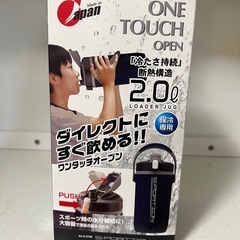 Made in
Japan
ONE
TOUCH
OPEN
「冷たさ持続」
断熱構造
2.0ℓ
LOADER JUG
保冷
専用
ダイレクトに
すぐ飲める!!
ワンタッチオープン
PUSH
スポーツ時の水分補給に!